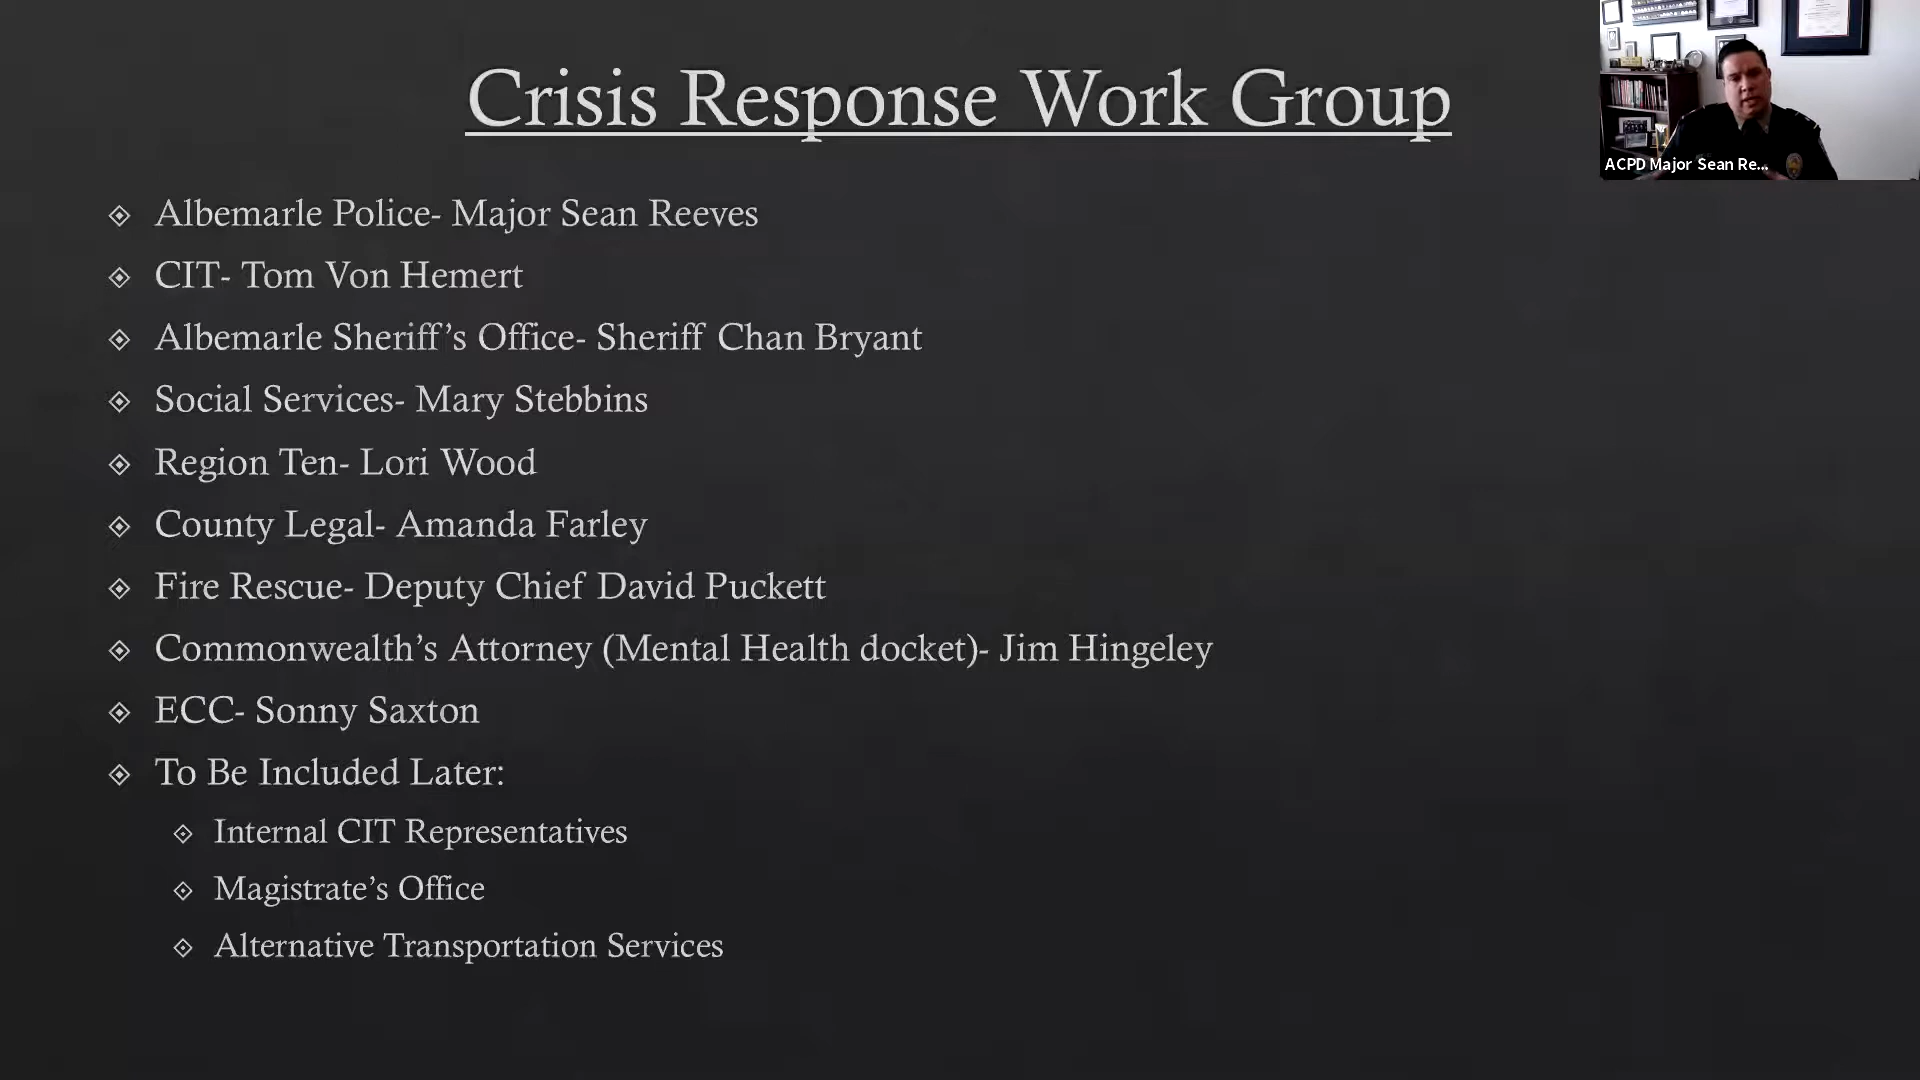 Crisis Response Work Group
ACPD Major Sean Re...
Albemarle Police- Major Sean Reeves
CIT- Tom Von Hemert
Albemarle Sheriff’s Office- Sheriff Chan Bryant
Social Services- Mary Stebbins
Region Ten- Lori Wood
County Legal- Amanda Farley
Fire Rescue- Deputy Chief David Puckett
Commonwealth’s Attorney (Mental Health docket)- Jim Hingeley
ECC- Sonny Saxton
To Be Included Later:
Internal CIT Representatives
Magistrate’s Office
Alternative Transportation Services